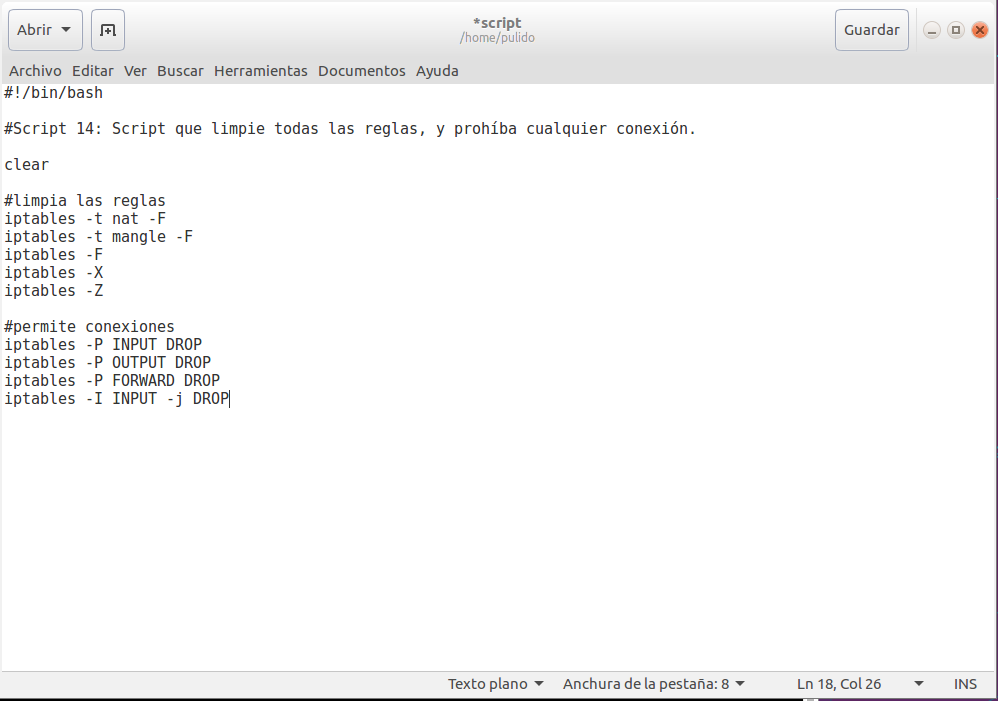 Abrir
*script
/home/pulido
Guardar
Archivo Editar Ver Buscar Herramientas Documentos Ayuda
#!/bin/bash
#Script 14: Script que limpie todas las reglas, y prohíba cualquier conexión.
clear
#limpia las reglas
iptables -t nat -F
iptables -t mangle -F
iptables -F
iptables -X
iptables -Z
#permite conexiones
iptables -P INPUT DROP
iptables -P OUTPUT DROP
iptables -P FORWARD DROP
iptables -I INPUT -j DROP
Texto plano Anchura de la pestaña: 8 Ln 18, Col 26 INS